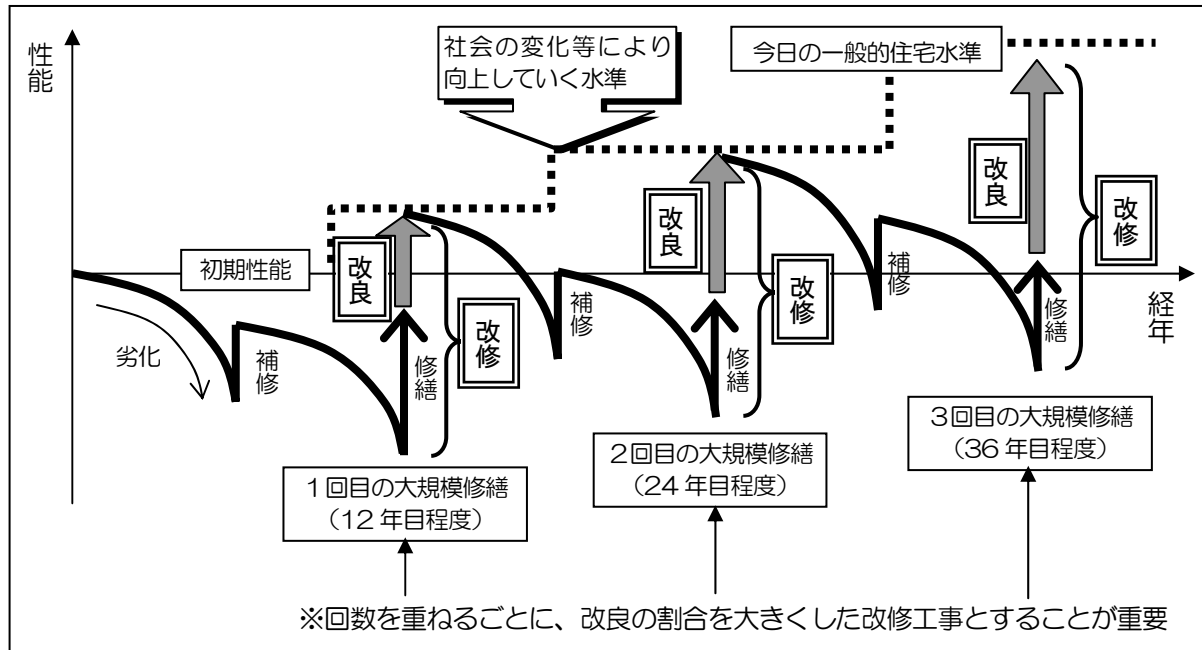 性能
社会の変化等により
向上していく水準
今日の一般的住宅水準
初期性能
劣化
補修
改良
修繕
改修
補修
改良
修繕
改修
補修
改良
修繕
改修
経年
1回目の大規模修繕
（12年目程度）
2回目の大規模修繕
（24年目程度）
3回目の大規模修繕
（36年目程度）
※回数を重ねるごとに、改良の割合を大きくした改修工事とすることが重要